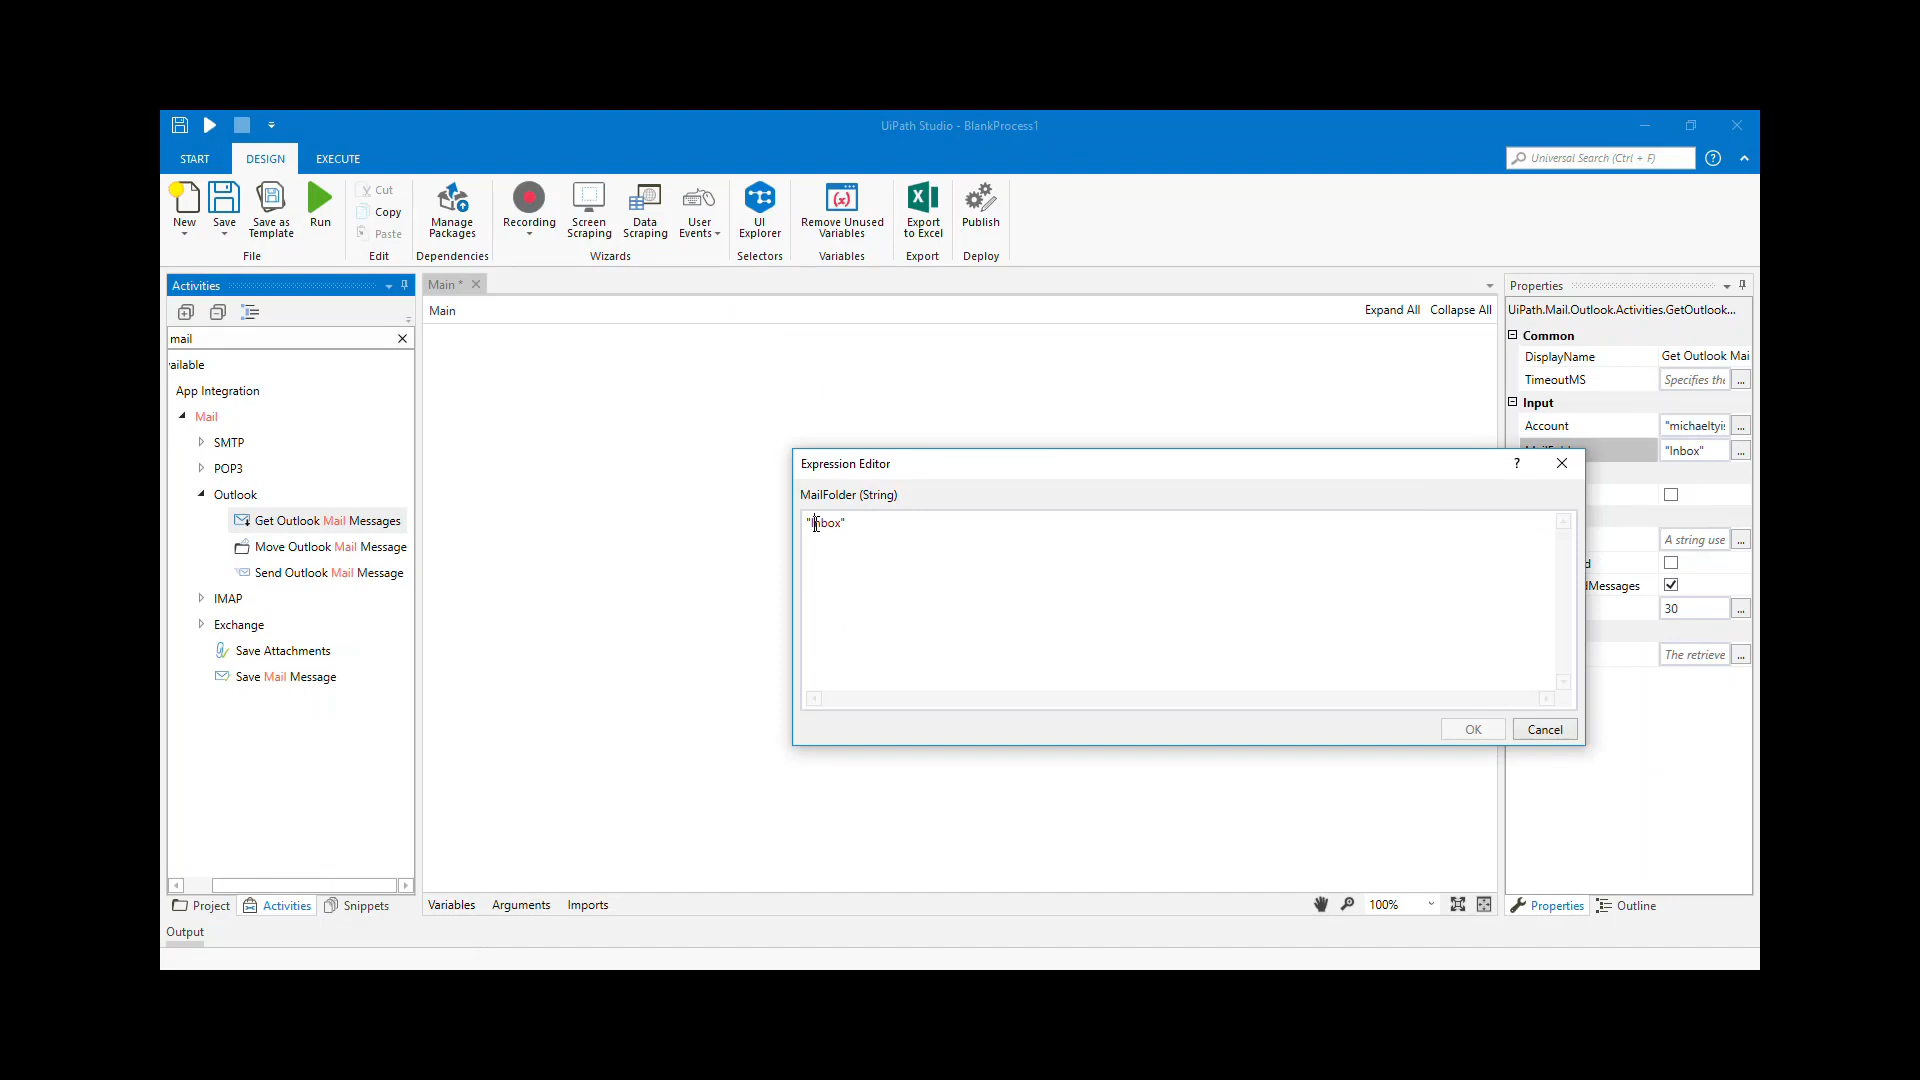 UiPath Studio - BlankProcess1
START
DESIGN
EXECUTE
Universal Search (Ctrl + F)
New
Save
Save as Template
Run
Cut
Copy
Paste
Manage Packages
Recording
Screen Scraping
Data Scraping
User Events
UI Explorer
Remove Unused Variables
Export to Excel
Publish
File
Edit
Dependencies
Wizards
Selectors
Variables
Export
Deploy
Activities
mail
ailable
App Integration
Mail
SMTP
POP3
Outlook
Get Outlook Mail Messages
Move Outlook Mail Message
Send Outlook Mail Message
IMAP
Exchange
Save Attachments
Save Mail Message
Project
Activities
Snippets
Output
Main *
Main
Expand All
Collapse All
Expression Editor
?
MailFolder (String)
"Inbox"
OK
Cancel
Variables
Arguments
Imports
100%
Properties
UiPath.Mail.Outlook.Activities.GetOutlook...
Common
DisplayName
Get Outlook Mai
TimeoutMS
Specifies the
...
Input
Account
"michaeltyi
...
"Inbox"
...
A string use
...
d
Messages
30
...
The retrieve
...
Properties
Outline